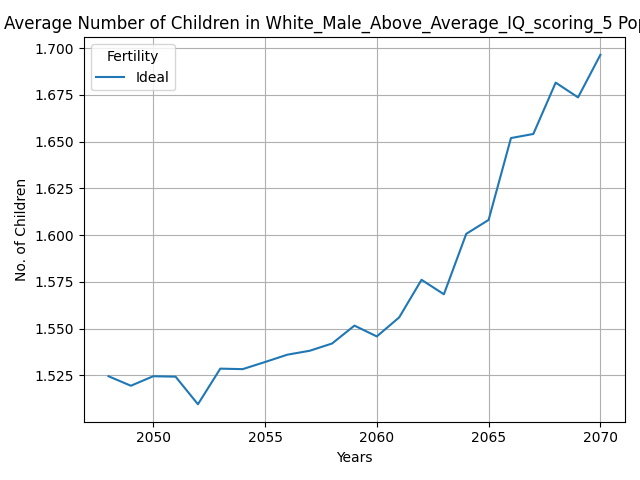 Average Number of Children in White_Male_Above_Average_IQ_scoring_5 Pop
Fertility
Ideal
1.700
1.675
1.650
1.625
1.600
1.575
1.550
1.525
No. of Children
2050 2055 2060 2065 2070
Years